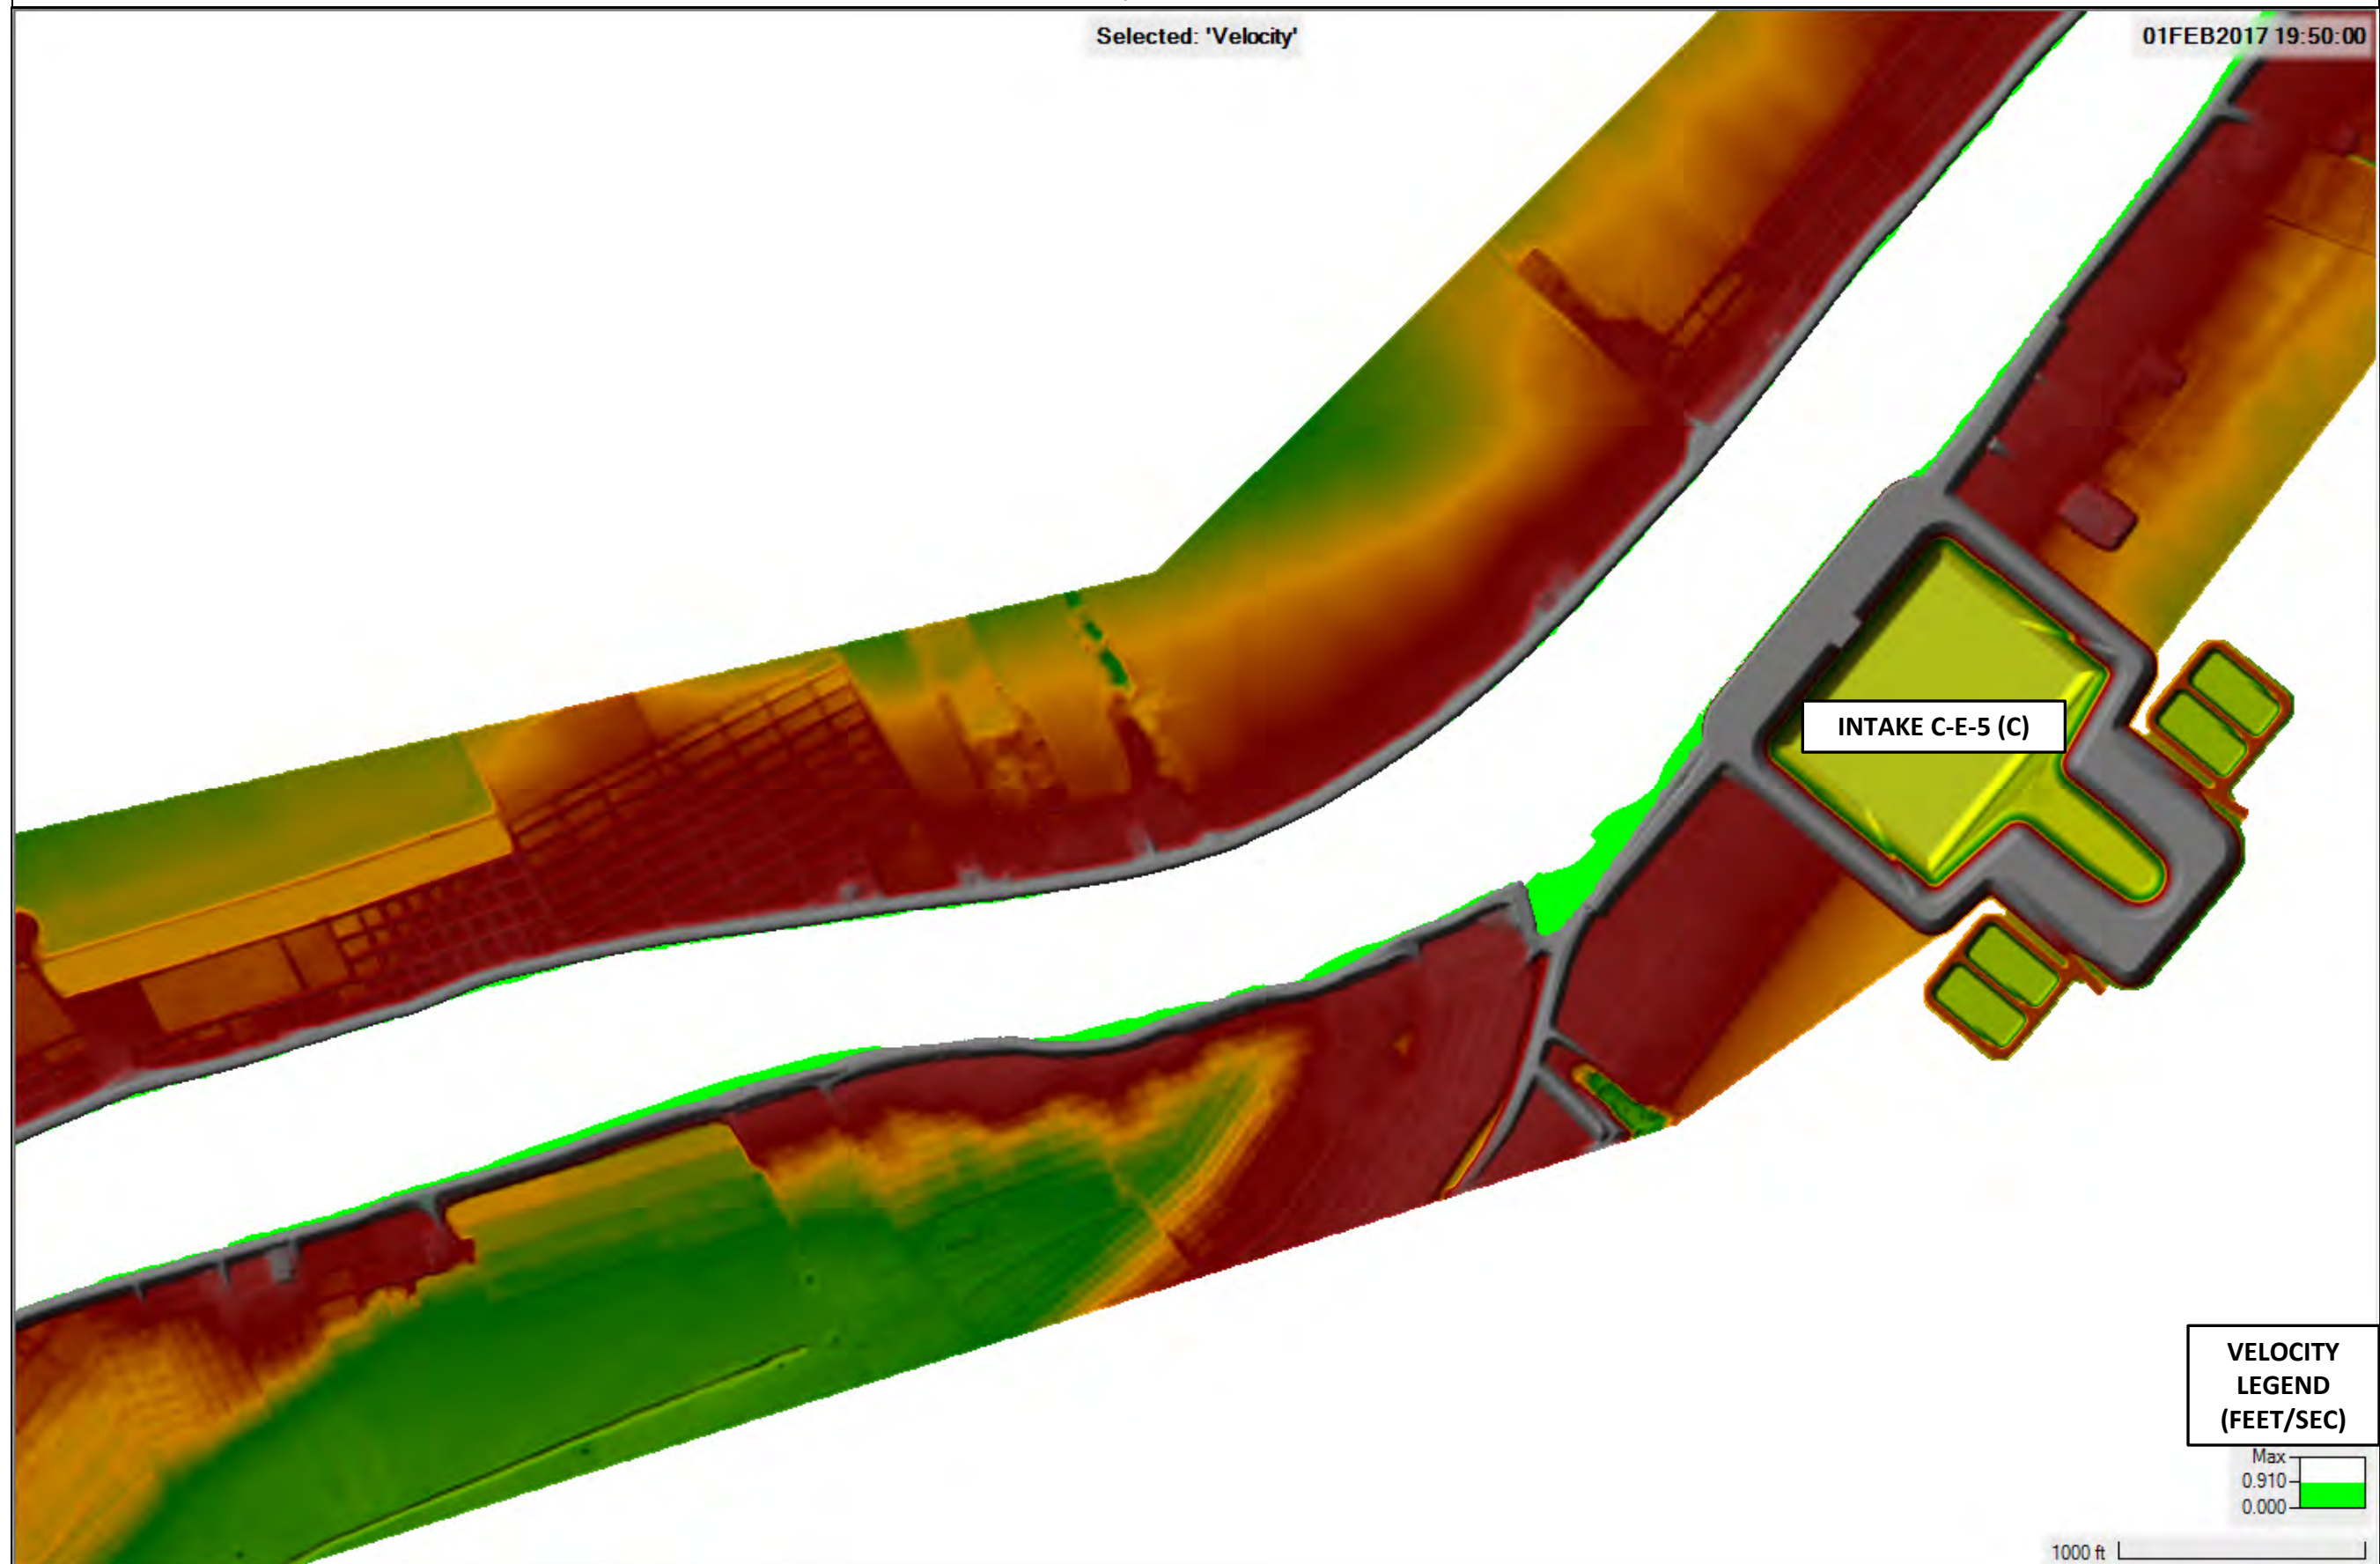 Selected: 'Velocity'
01FEB2017 19:50:00
INTAKE C-E-5 (C)
VELOCITY
LEGEND
(FEET/SEC)
Max
0.910
0.000
1000 ft